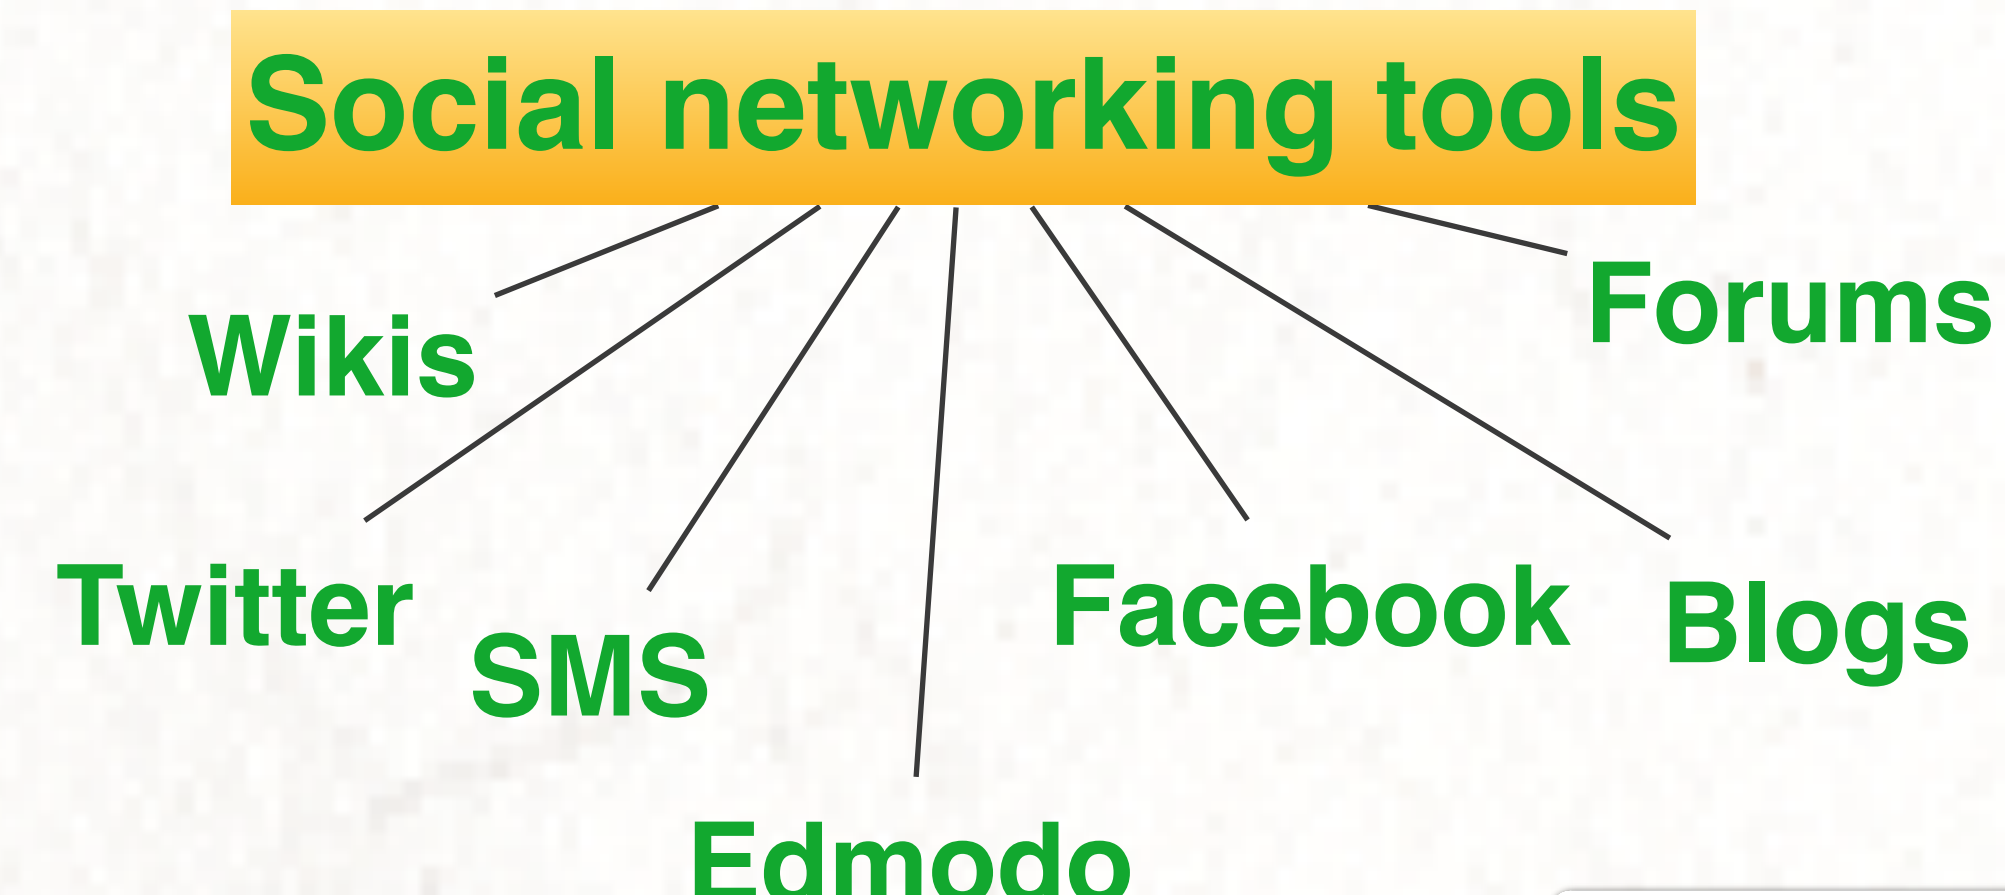 Social networking tools
Wikis
Forums
Twitter
SMS
Facebook
Blogs
Edmodo